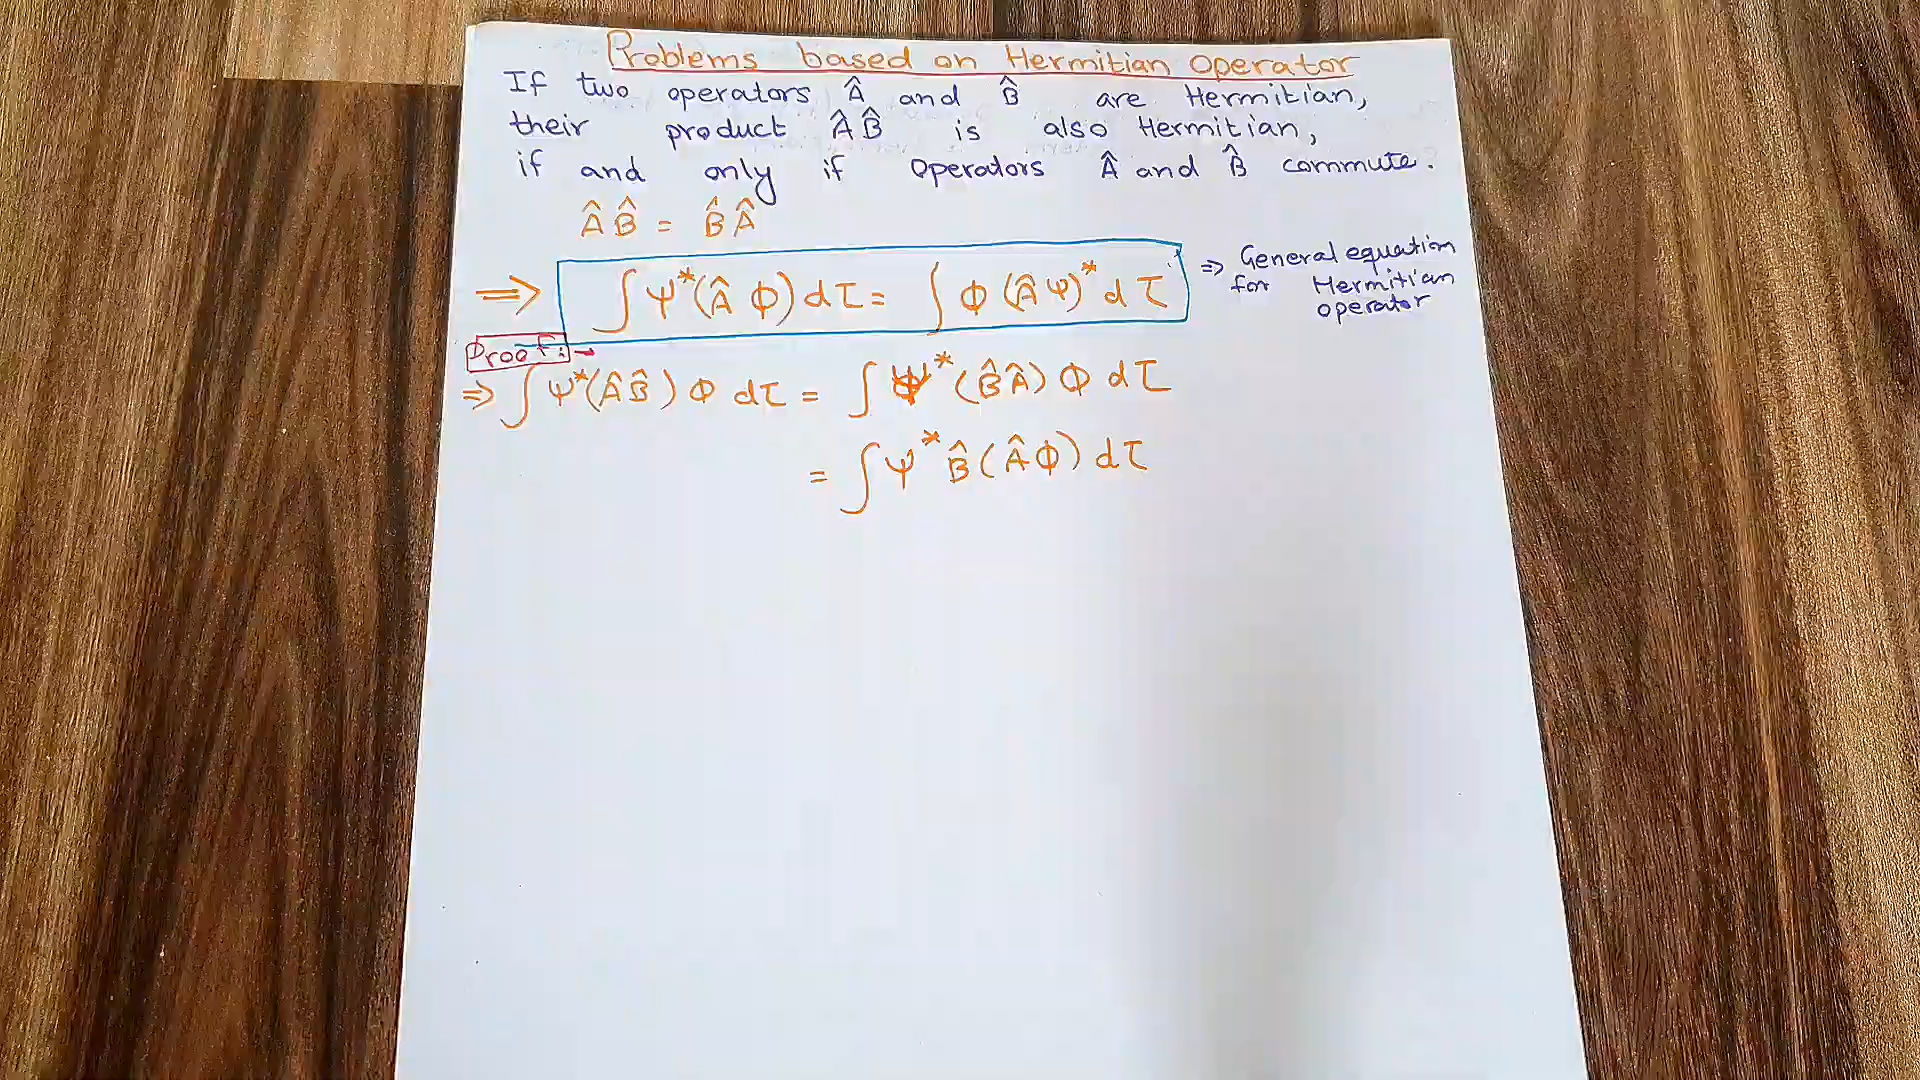 Problems based on Hermitian Operator
If two operators Â and B̂ are Hermitian,
their product ÂB̂ is also Hermitian,
if and only if Operators Â and B̂ commute.
ÂB̂ = B̂Â
⇒ ∫ψ*(Â Φ)dτ = ∫Φ(Âψ)*dτ
⇒ General equation
for Hermitian
operator
Proof:→
⇒ ∫ψ*(ÂB̂)Φ dτ = ∫ψ*(B̂Â)Φ dτ
= ∫ψ*B̂(ÂΦ)dτ